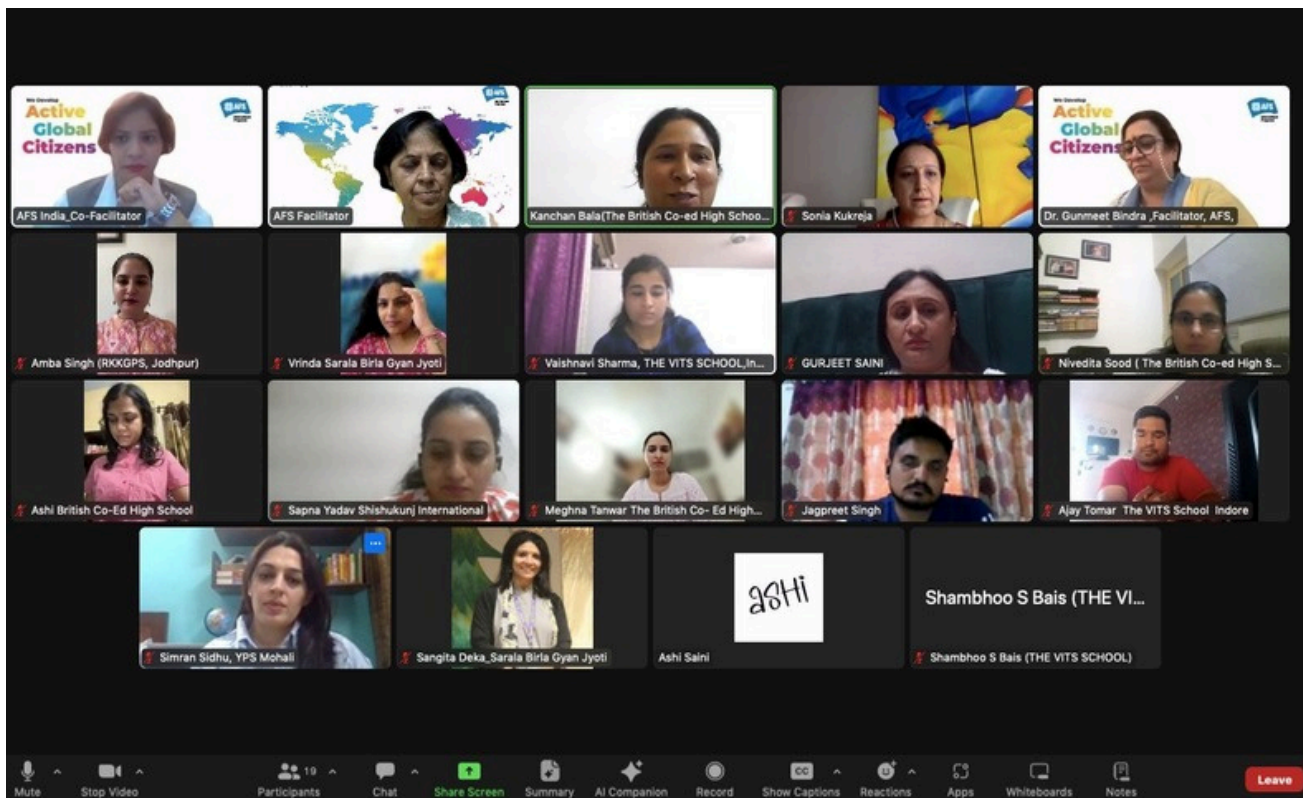 We Develop
Active
Global
Citizens
AFS
AFS India_Co-Facilitator
AFS
AFS Facilitator
Kanchan Bala(The British Co-ed High Schoo...
Sonia Kukreja
We Develop
Active
Global
Citizens
AFS
Dr. Gunmeet Bindra ,Facilitator, AFS,
Amba Singh (RKKGPS, Jodhpur)
Vrinda Sarala Birla Gyan Jyoti
Vaishnavi Sharma, THE VITS SCHOOL,In...
GURJEET SAINI
Nivedita Sood ( The British Co-ed High S...
Ashi British Co-Ed High School
Sapna Yadav Shishukunj International
Meghna Tanwar The British Co- Ed High...
Jagpreet Singh
Ajay Tomar The VITS School Indore
Simran Sidhu, YPS Mohali
Sangita Deka_Sarala Birla Gyan Jyoti
aSHi
Ashi Saini
Shambhoo S Bais (THE VI...
Shambhoo S Bais (THE VITS SCHOOL)
19
CC
Mute
Stop Video
Participants
Chat
Share Screen
Summary
AI Companion
Record
Show Captions
Reactions
Apps
Whiteboards
Notes
Leave